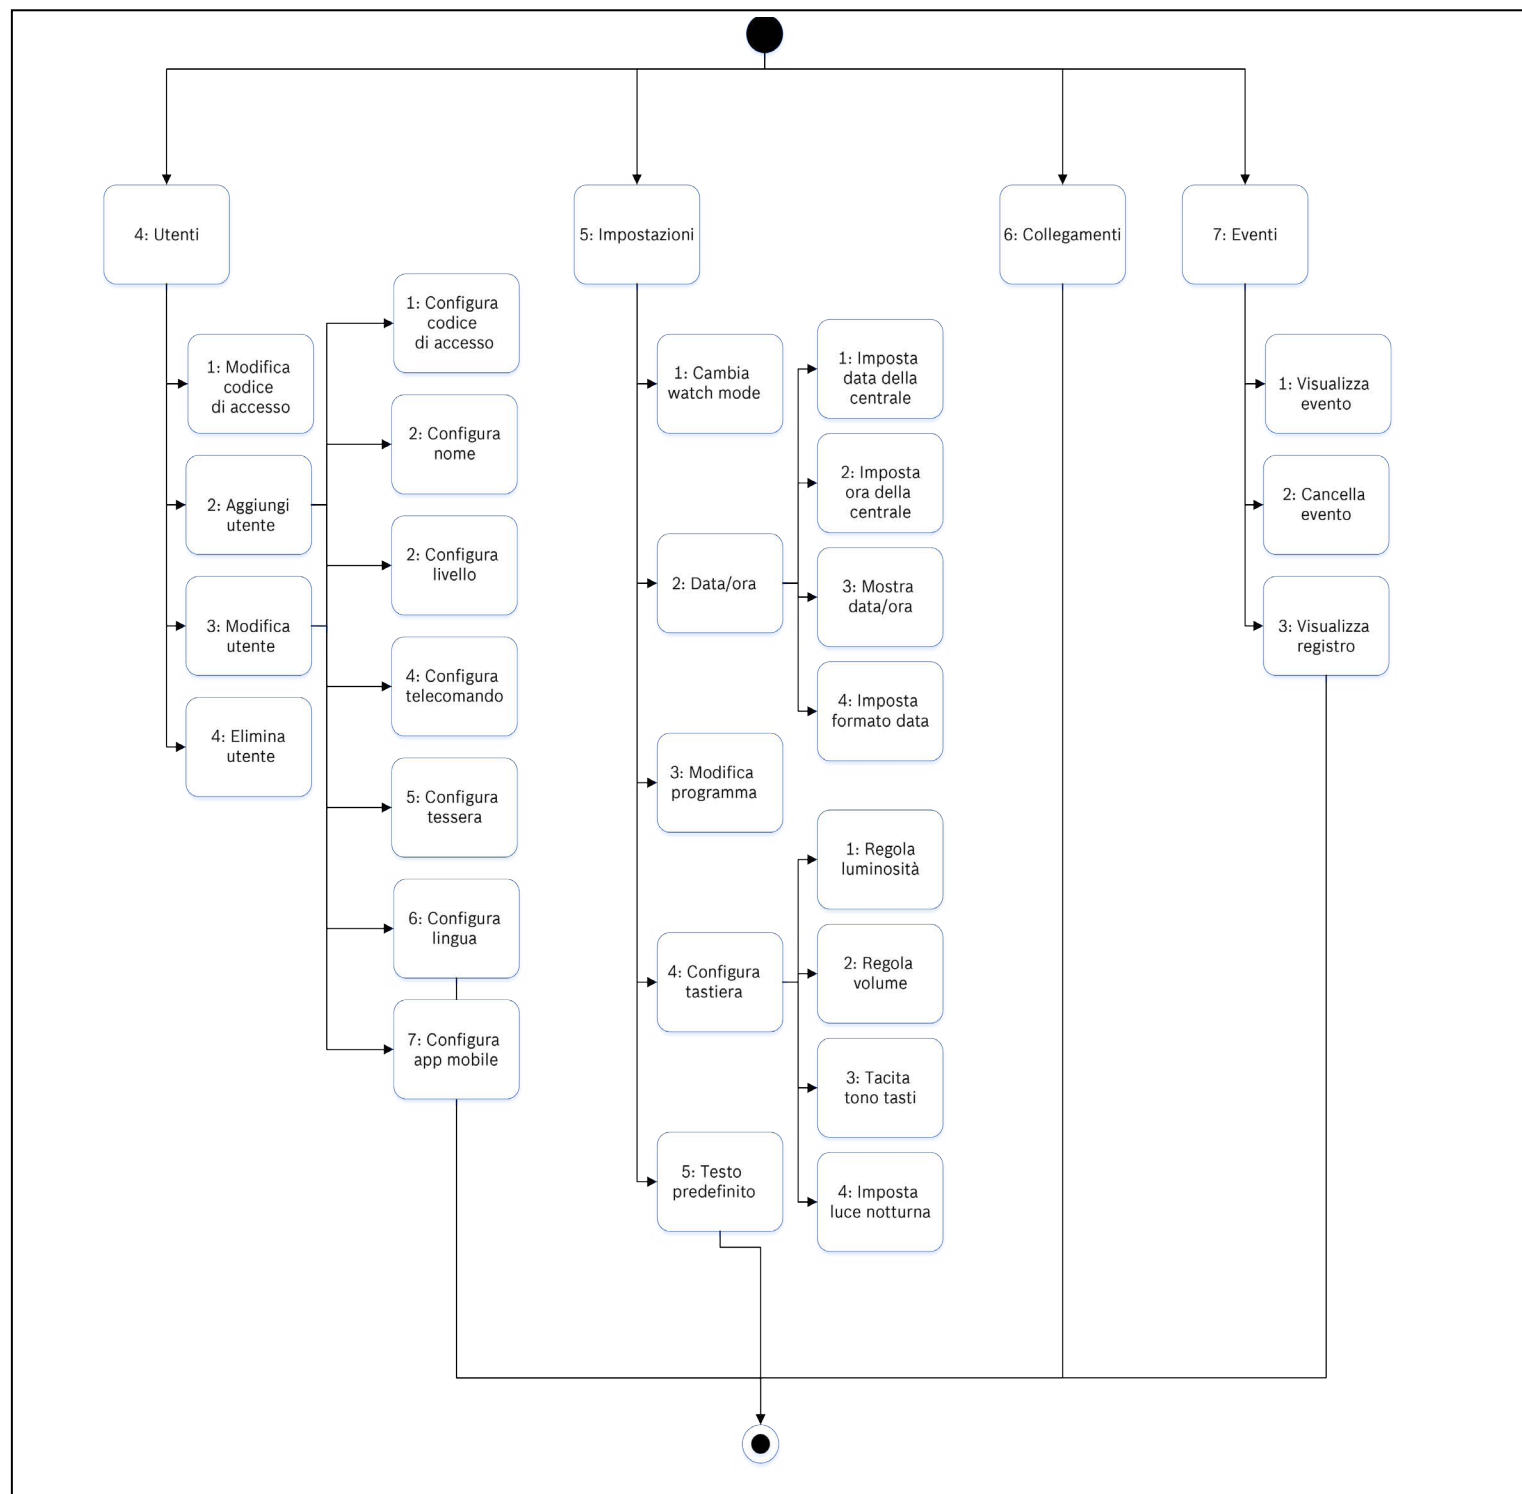 4: Utenti
5: Impostazioni
6: Collegamenti
7: Eventi
1: Modifica
codice
di accesso
2: Aggiungi
utente
3: Modifica
utente
4: Elimina
utente
1: Configura
codice
di accesso
2: Configura
nome
2: Configura
livello
4: Configura
telecomando
5: Configura
tessera
6: Configura
lingua
7: Configura
app mobile
1: Cambia
watch mode
2: Data/ora
3: Modifica
programma
4: Configura
tastiera
5: Testo
predefinito
1: Imposta
data della
centrale
2: Imposta
ora della
centrale
3: Mostra
data/ora
4: Imposta
formato data
1: Regola
luminosità
2: Regola
volume
3: Tacita
tono tasti
4: Imposta
luce notturna
1: Visualizza
evento
2: Cancella
evento
3: Visualizza
registro